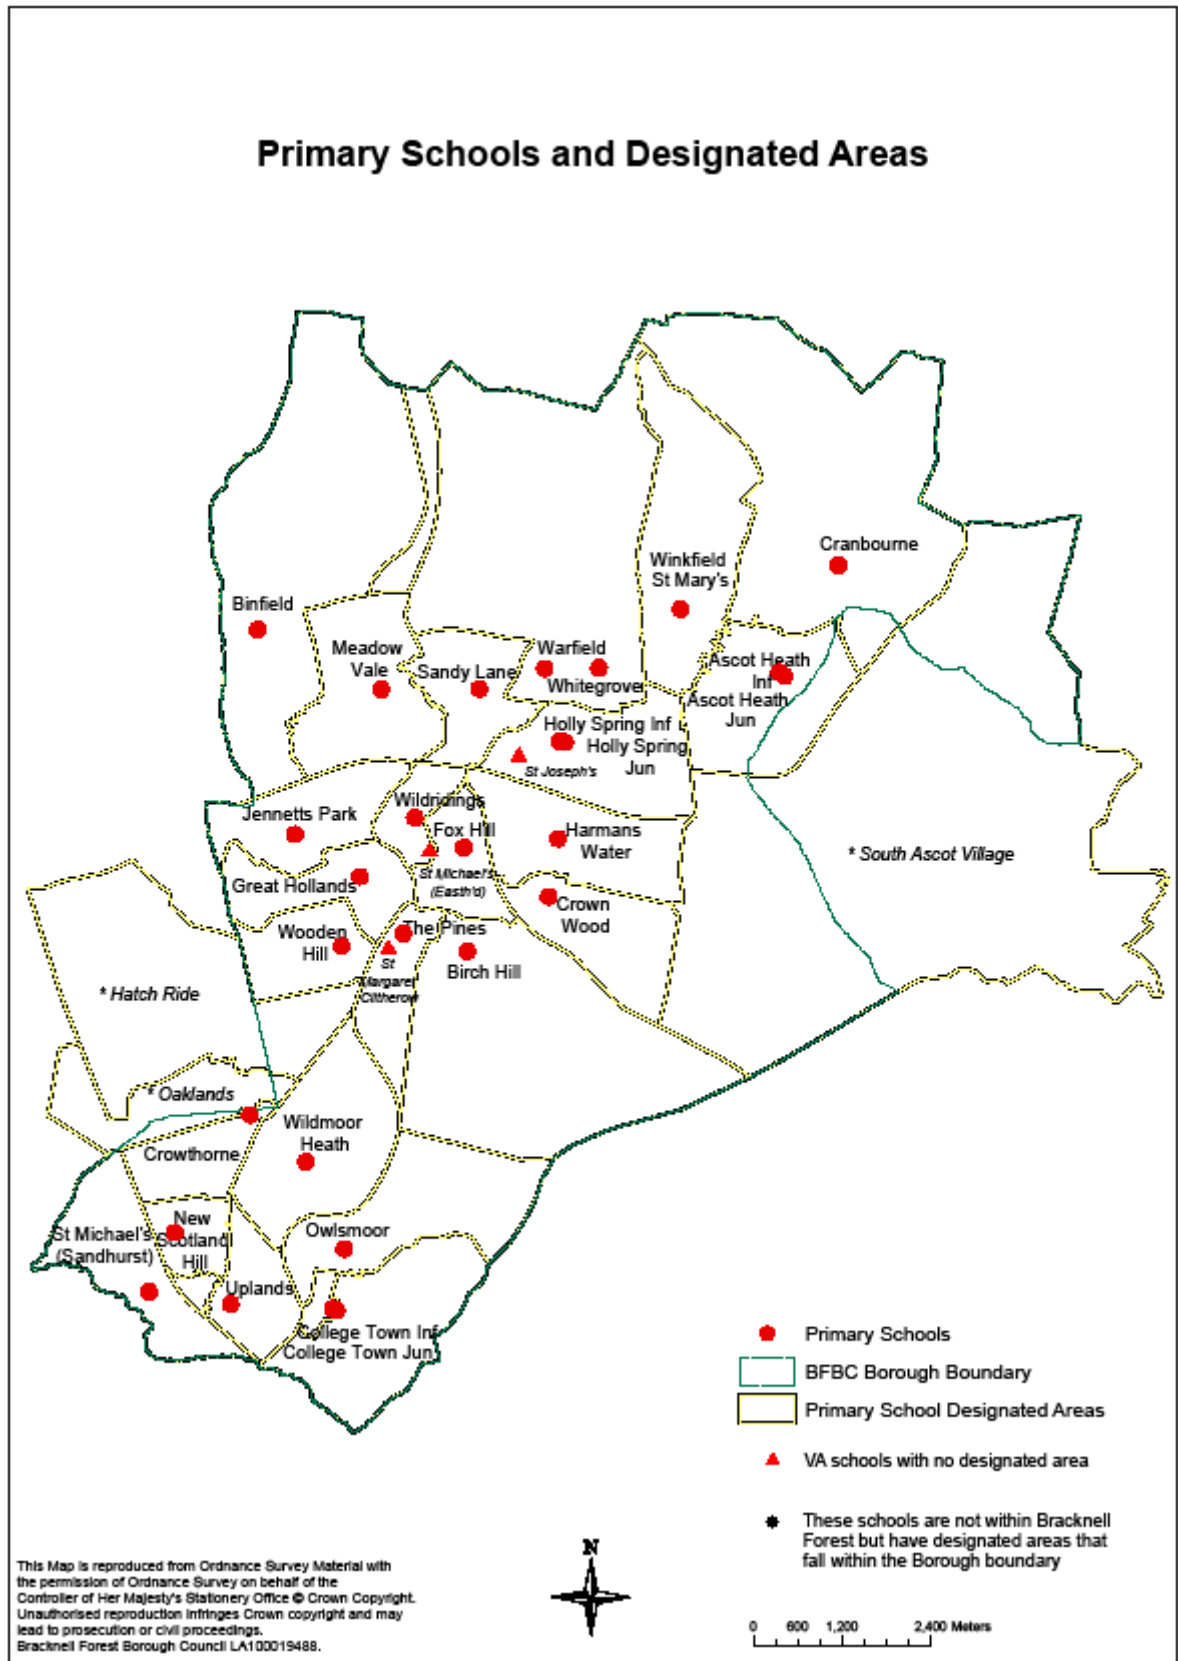 Primary Schools and Designated Areas
Cranbourne
Winkfield
St Mary's
Binfield
Meadow
Vale
Sandy Lane
Warfield
Whitegrove
Ascot Heath
Inf
Ascot Heath
Jun
Holly Spring Inf
Holly Spring
Jun
St Joseph's
Jennetts Park
Wildridings
Fox Hill
Harmans
Water
* South Ascot Village
St Michael's
(Easth'd)
Great Hollands
Crown
Wood
Wooden
Hill
The Pines
Birch Hill
St
Margaret
Clitherow
* Hatch Ride
* Oaklands
Wildmoor
Heath
Crowthorne
New
Scotland
Hill
St Michael's
(Sandhurst)
Owlsmoor
Uplands
College Town Inf
College Town Jun
Primary Schools
BFBC Borough Boundary
Primary School Designated Areas
VA schools with no designated area
These schools are not within Bracknell
Forest but have designated areas that
fall within the Borough boundary
N
0 600 1,200 2,400 Meters
This Map is reproduced from Ordnance Survey Material with
the permission of Ordnance Survey on behalf of the
Controller of Her Majesty's Stationery Office © Crown Copyright.
Unauthorised reproduction infringes Crown copyright and may
lead to prosecution or civil proceedings.
Bracknell Forest Borough Council LA100019488.